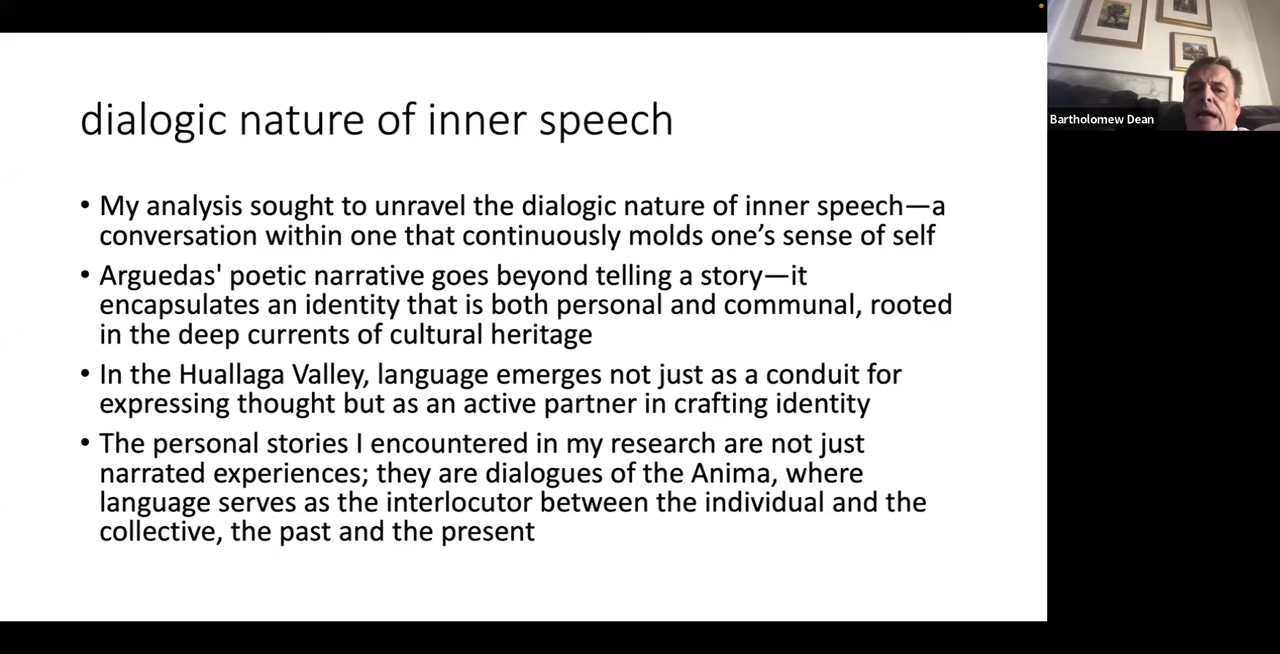 dialogic nature of inner speech
• My analysis sought to unravel the dialogic nature of inner speech—a
conversation within one that continuously molds one’s sense of self
• Arguedas' poetic narrative goes beyond telling a story—it
encapsulates an identity that is both personal and communal, rooted
in the deep currents of cultural heritage
• In the Huallaga Valley, language emerges not just as a conduit for
expressing thought but as an active partner in crafting identity
• The personal stories I encountered in my research are not just
narrated experiences; they are dialogues of the Anima, where
language serves as the interlocutor between the individual and the
collective, the past and the present
Bartholomew Dean